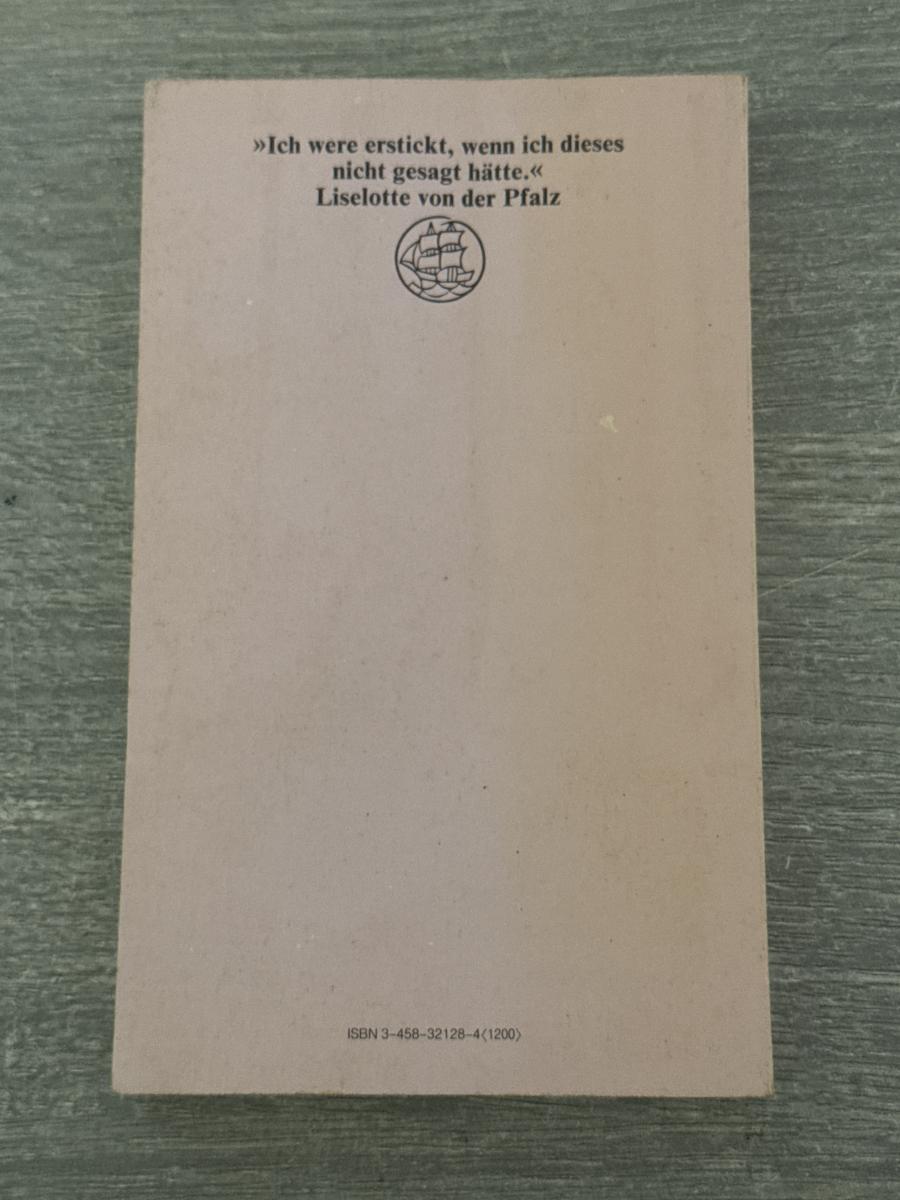 »Ich were erstickt, wenn ich dieses
nicht gesagt hätte.«
Liselotte von der Pfalz
ISBN 3–458–32128–4⟨1200⟩